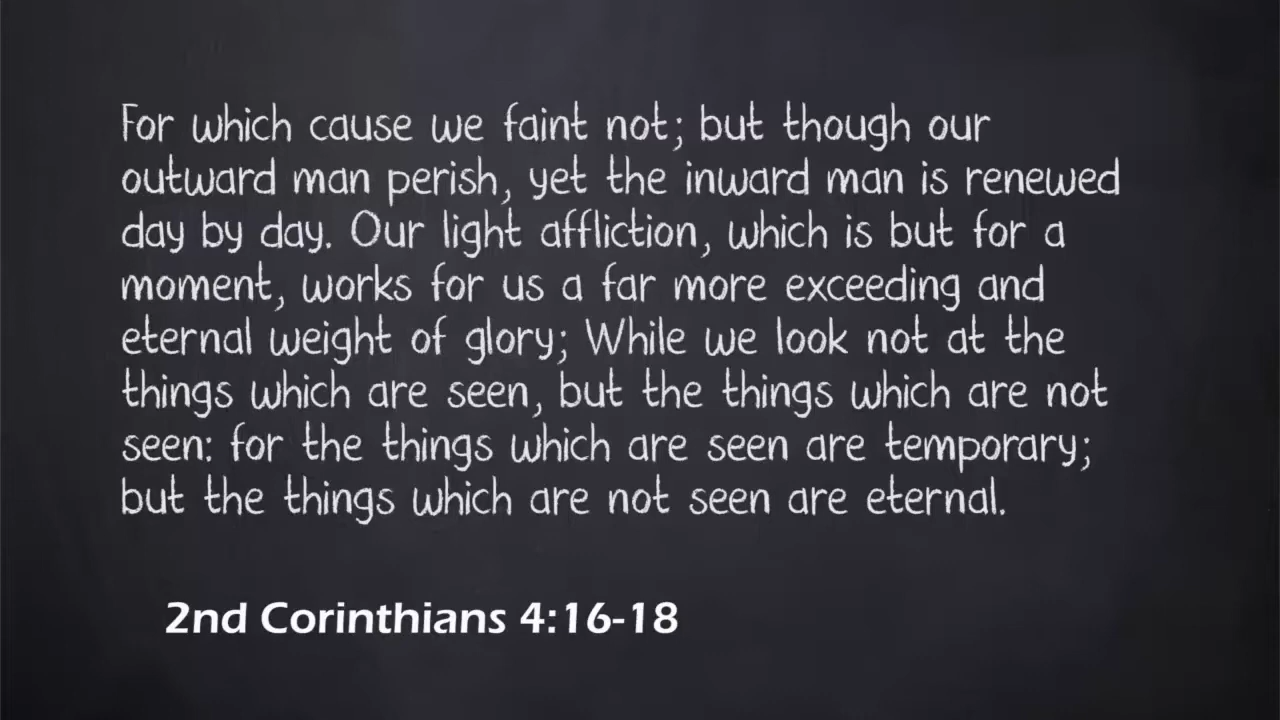 For which cause we faint not; but though our
outward man perish, yet the inward man is renewed
day by day. Our light affliction, which is but for a
moment, works for us a far more exceeding and
eternal weight of glory; While we look not at the
things which are seen, but the things which are not
seen: for the things which are seen are temporary;
but the things which are not seen are eternal.
2nd Corinthians 4:16-18